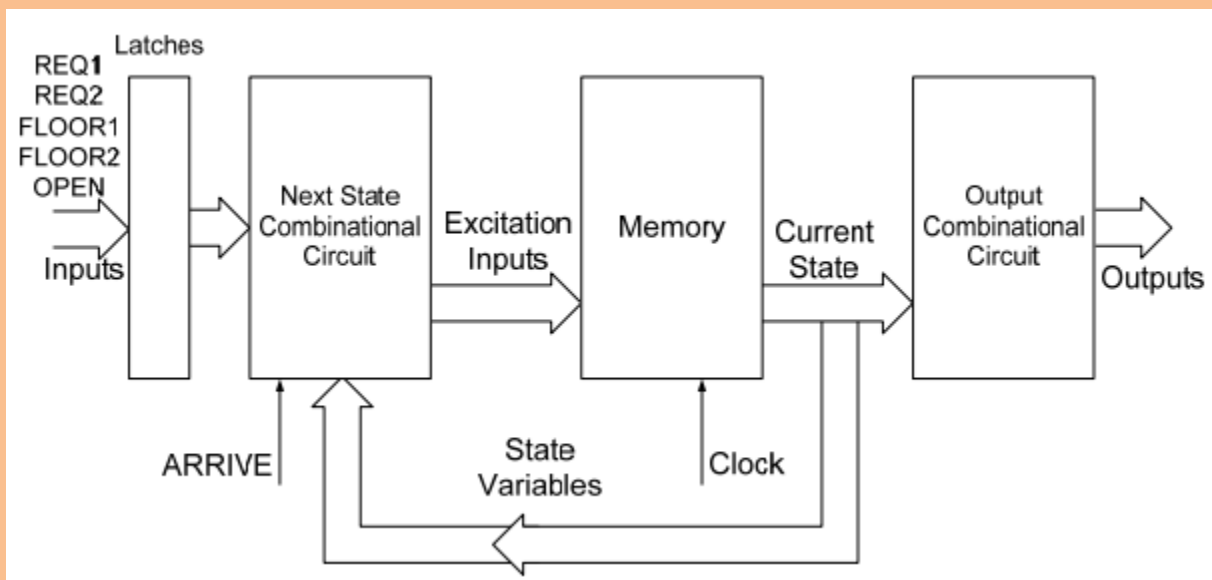 Latches
REQ1
REQ2
FLOOR1
FLOOR2
OPEN
Inputs
Next State
Combinational
Circuit
Excitation
Inputs
Memory
Current
State
Output
Combinational
Circuit
Outputs
ARRIVE
State
Variables
Clock